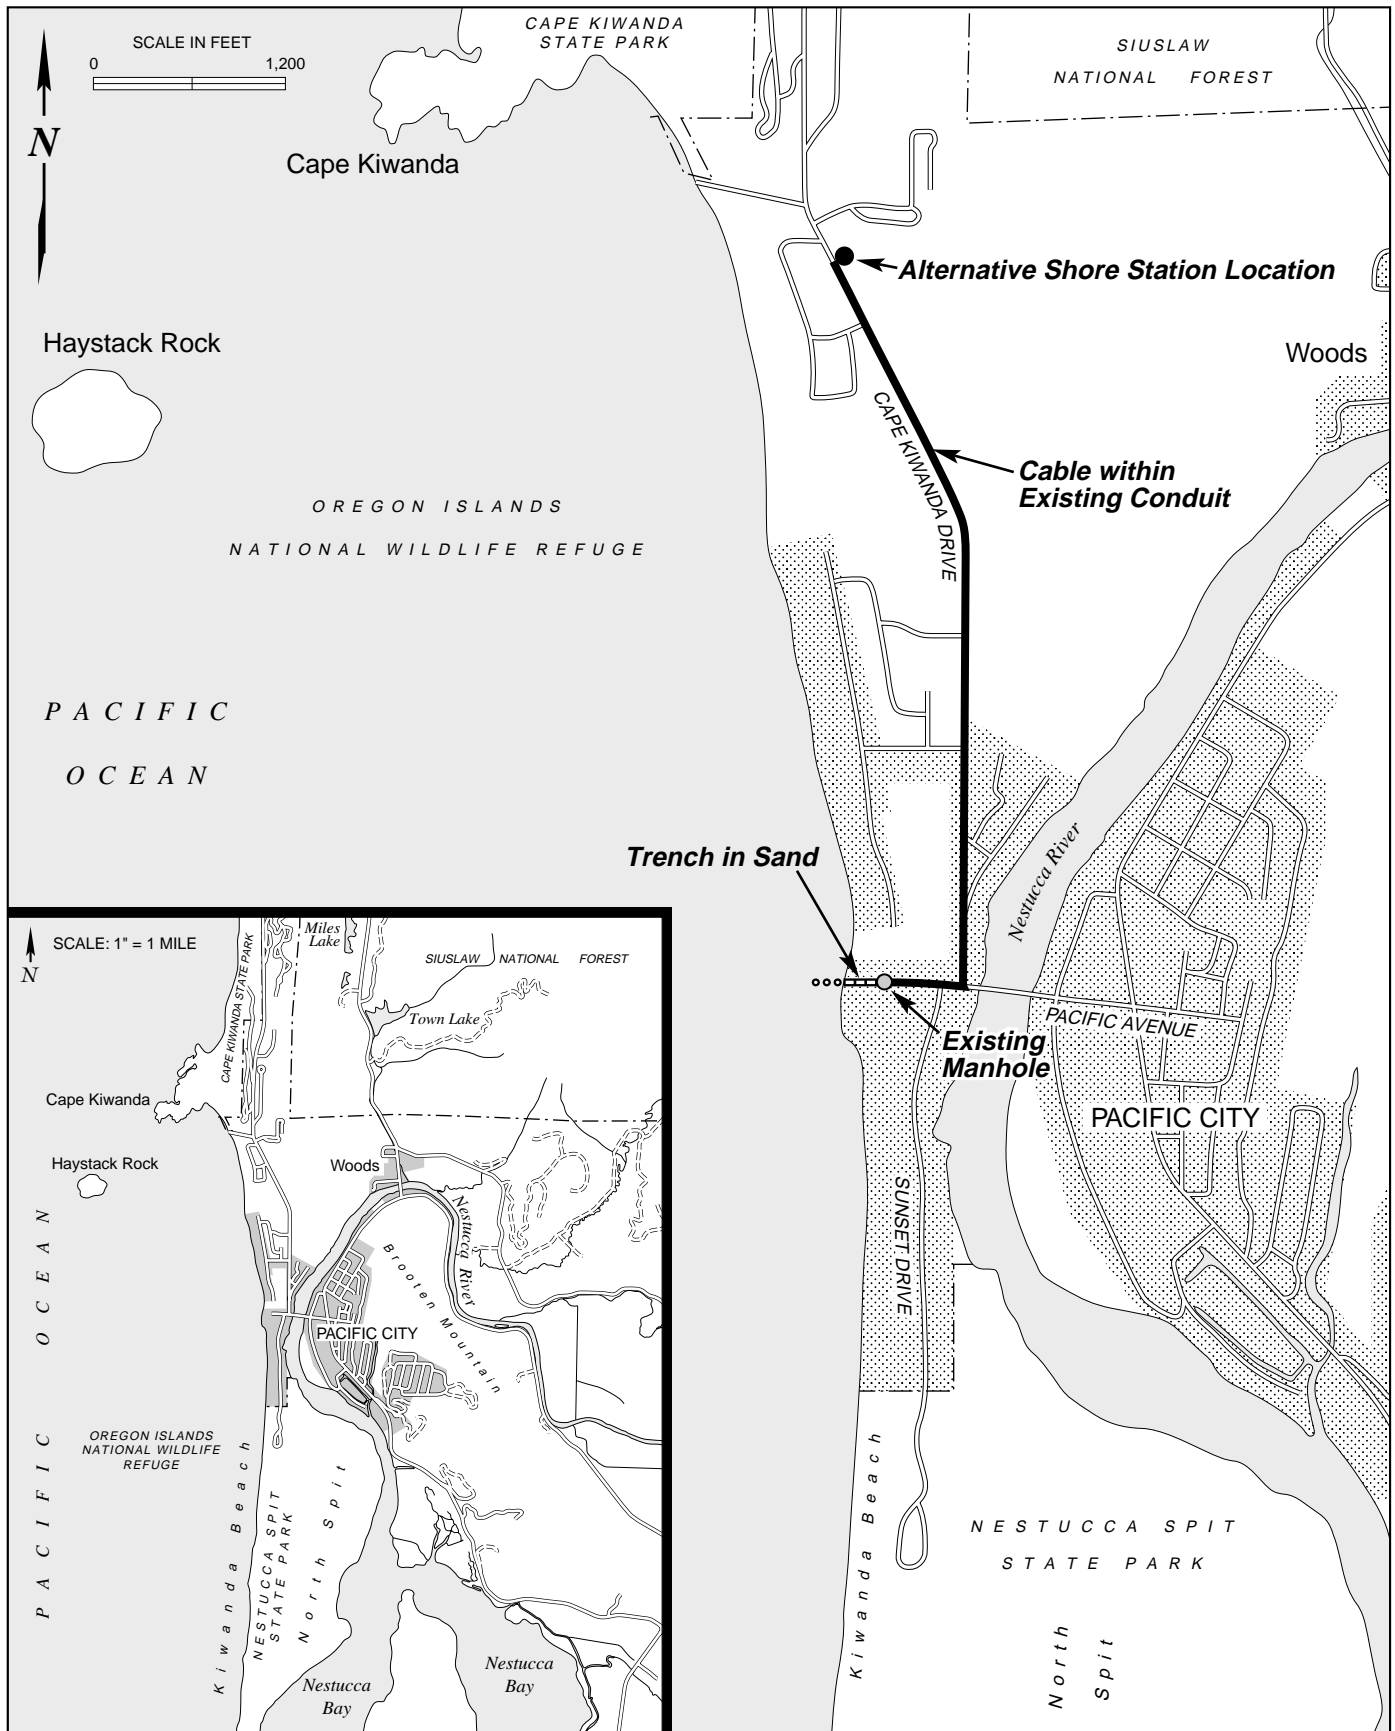 CAPE KIWANDA
STATE PARK
SIUSLAW
NATIONAL FOREST
SCALE IN FEET
0 1,200
N
Cape Kiwanda
Alternative Shore Station Location
Haystack Rock
Woods
CAPE KIWANDA DRIVE
Cable within
Existing Conduit
OREGON ISLANDS
NATIONAL WILDLIFE REFUGE
PACIFIC
OCEAN
Trench in Sand
Nestucca River
Existing
Manhole
PACIFIC AVENUE
PACIFIC CITY
SUNSET DRIVE
Kiwanda Beach
NESTUCCA SPIT
STATE PARK
North
Spit
SCALE: 1" = 1 MILE
N
CAPE KIWANDA STATE PARK
Miles
Lake
SIUSLAW NATIONAL FOREST
Town Lake
Cape Kiwanda
Haystack Rock
Woods
Nestucca River
Brooten Mountain
PACIFIC CITY
PACIFIC OCEAN
OREGON ISLANDS
NATIONAL WILDLIFE
REFUGE
Kiwanda Beach
NESTUCCA SPIT
STATE PARK
North Spit
Nestucca
Bay
Nestucca
Bay